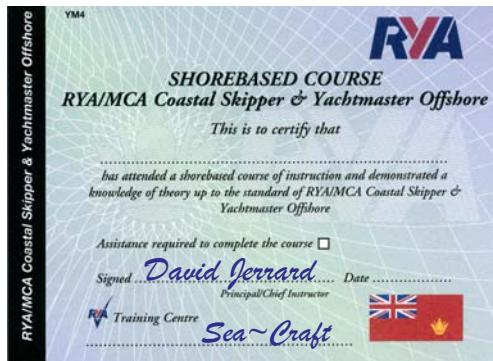 YM4
RYA/MCA Coastal Skipper & Yachtmaster Offshore
RYA
SHOREBASED COURSE
RYA/MCA Coastal Skipper & Yachtmaster Offshore
This is to certify that
has attended a shorebased course of instruction and demonstrated a
knowledge of theory up to the standard of RYA/MCA Coastal Skipper &
Yachtmaster Offshore
Assistance required to complete the course
Signed David Jerrard Date
Principal/Chief Instructor
RYA Training Centre
Sea~Craft